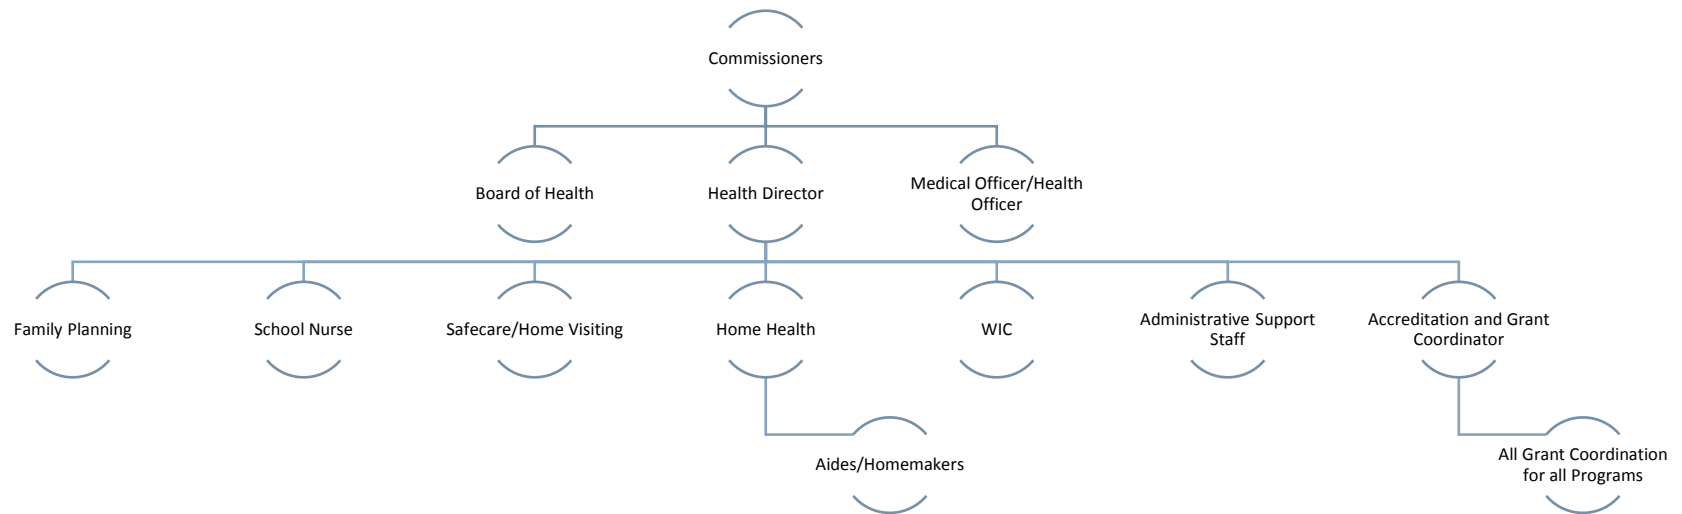 Commissioners
Board of Health
Health Director
Medical Officer/Health
Officer
Family Planning
School Nurse
Safecare/Home Visiting
Home Health
WIC
Administrative Support
Staff
Accreditation and Grant
Coordinator
Aides/Homemakers
All Grant Coordination
for all Programs